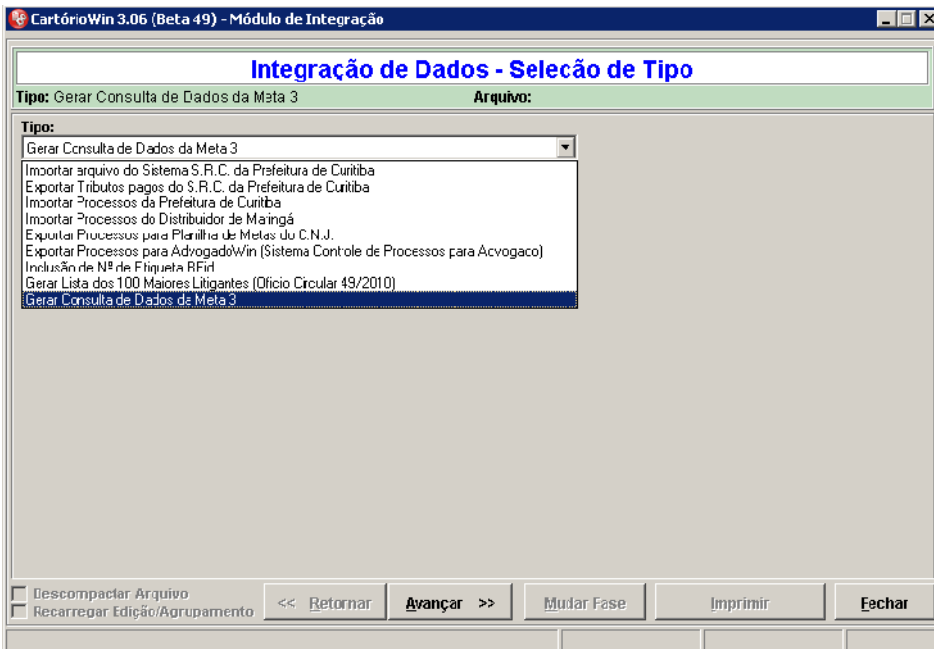 CartórioWin 3.06 (Beta 49) - Módulo de Integração
Integração de Dados - Selecão de Tipo
Tipo: Gerar Consulta de Dados da Meta 3 Arquivo:
Tipo:
Gerar Consulta de Dados da Meta 3
Importar arquivo do Sistema S.R.C. da Prefeitura de Curitiba
Exportar Tributos pagos do S.R.C. da Prefeitura de Curitiba
Importar Processos da Prefeitura de Curitiba
Importar Processos do Distribuidor de Maringá
Exportar Processos para Planilha de Metas do C.N.J.
Exportar Processos para AdvogadoWin (Sistema Controle de Processos para Advogado)
Inclusão de Nº de Etiqueta RFid
Gerar Lista dos 100 Maiores Litigantes (Oficio Circular 49/2010)
Gerar Consulta de Dados da Meta 3
Descompactar Arquivo
Recarregar Edição/Agrupamento
<< Retornar Avançar >> Mudar Fase Imprimir Fechar